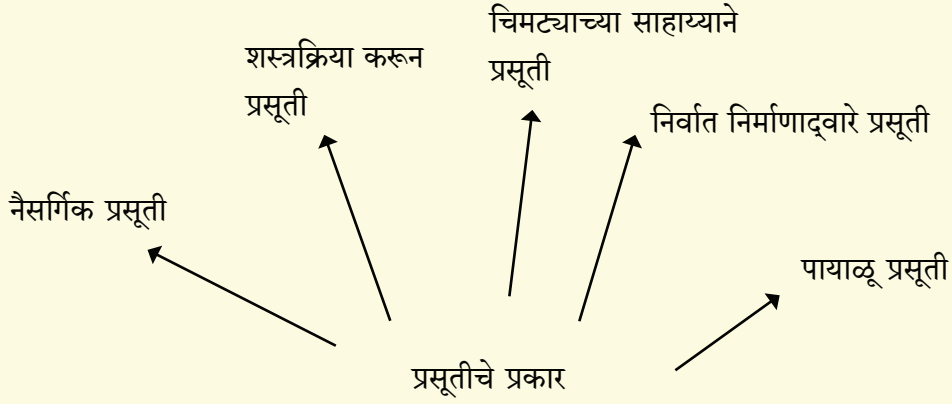 चिमट्याच्या साहाय्याने
प्रसूती
शस्त्रक्रिया करून
प्रसूती
निर्वात निर्माणाद्‌वारे प्रसूती
नैसर्गिक प्रसूती
पायाळू प्रसूती
प्रसूतीचे प्रकार